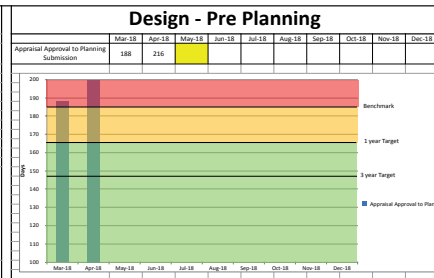 Design - Pre Planning
Mar-18 Apr-18 May-18 Jun-18 Jul-18 Aug-18 Sep-18 Oct-18 Nov-18 Dec-18
Appraisal Approval to Planning Submission 188 216
200
190
180
170
160
150
140
130
120
110
100
Days
Benchmark
1 year Target
3 year Target
Appraisal Approval to Plan
Mar-18 Apr-18 May-18 Jun-18 Jul-18 Aug-18 Sep-18 Oct-18 Nov-18 Dec-18